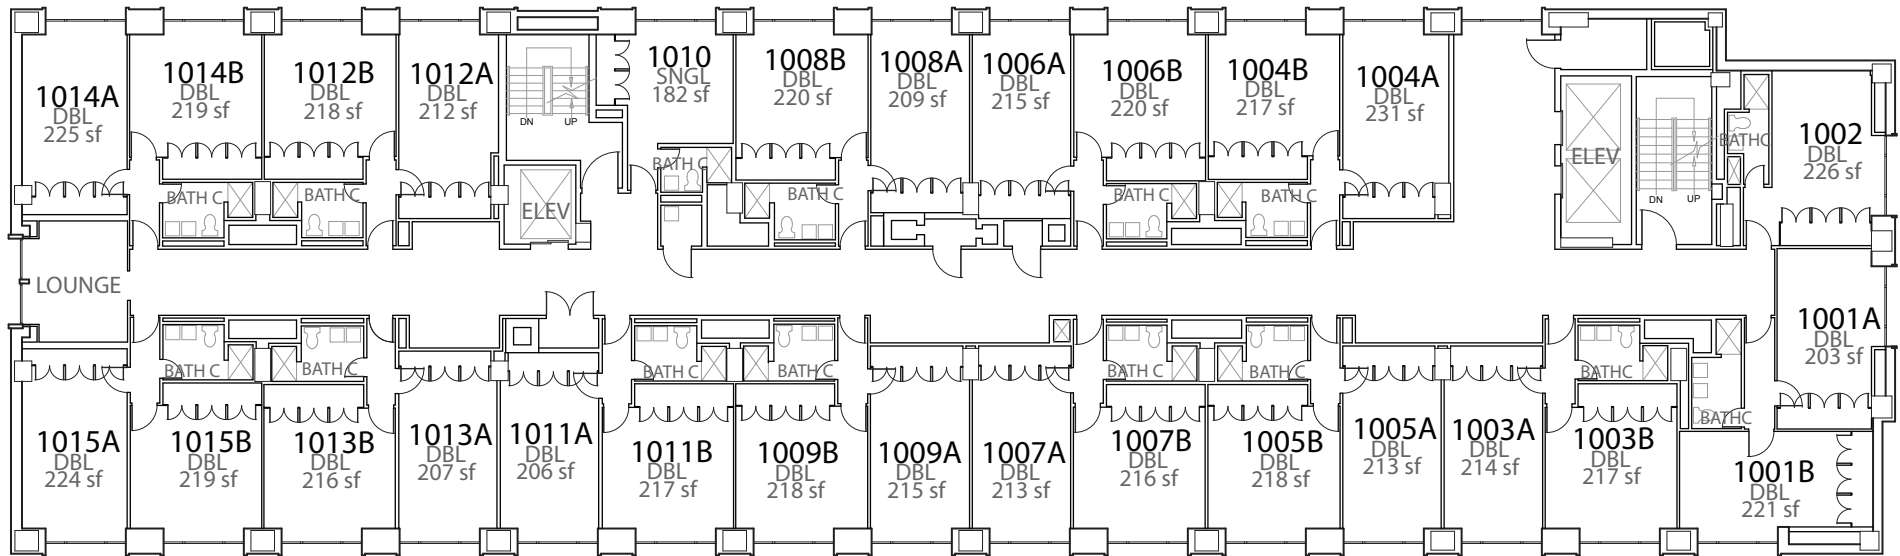 1014A
DBL
225 sf
1014B
DBL
219 sf
1012B
DBL
218 sf
1012A
DBL
212 sf
DN UP
1010
SNGL
182 sf
1008B
DBL
220 sf
1008A
DBL
209 sf
1006A
DBL
215 sf
1006B
DBL
220 sf
1004B
DBL
217 sf
1004A
DBL
231 sf
ELEV
DN UP
BATHC
1002
DBL
226 sf
BATH C
BATH C
ELEV
BATH C
BATH C
BATH C
BATH C
LOUNGE
1001A
DBL
203 sf
BATH C
BATH C
BATH C
BATH C
BATH C
BATH C
BATHC
BATHC
1015A
DBL
224 sf
1015B
DBL
219 sf
1013B
DBL
216 sf
1013A
DBL
207 sf
1011A
DBL
206 sf
1011B
DBL
217 sf
1009B
DBL
218 sf
1009A
DBL
215 sf
1007A
DBL
213 sf
1007B
DBL
216 sf
1005B
DBL
218 sf
1005A
DBL
213 sf
1003A
DBL
214 sf
1003B
DBL
217 sf
1001B
DBL
221 sf